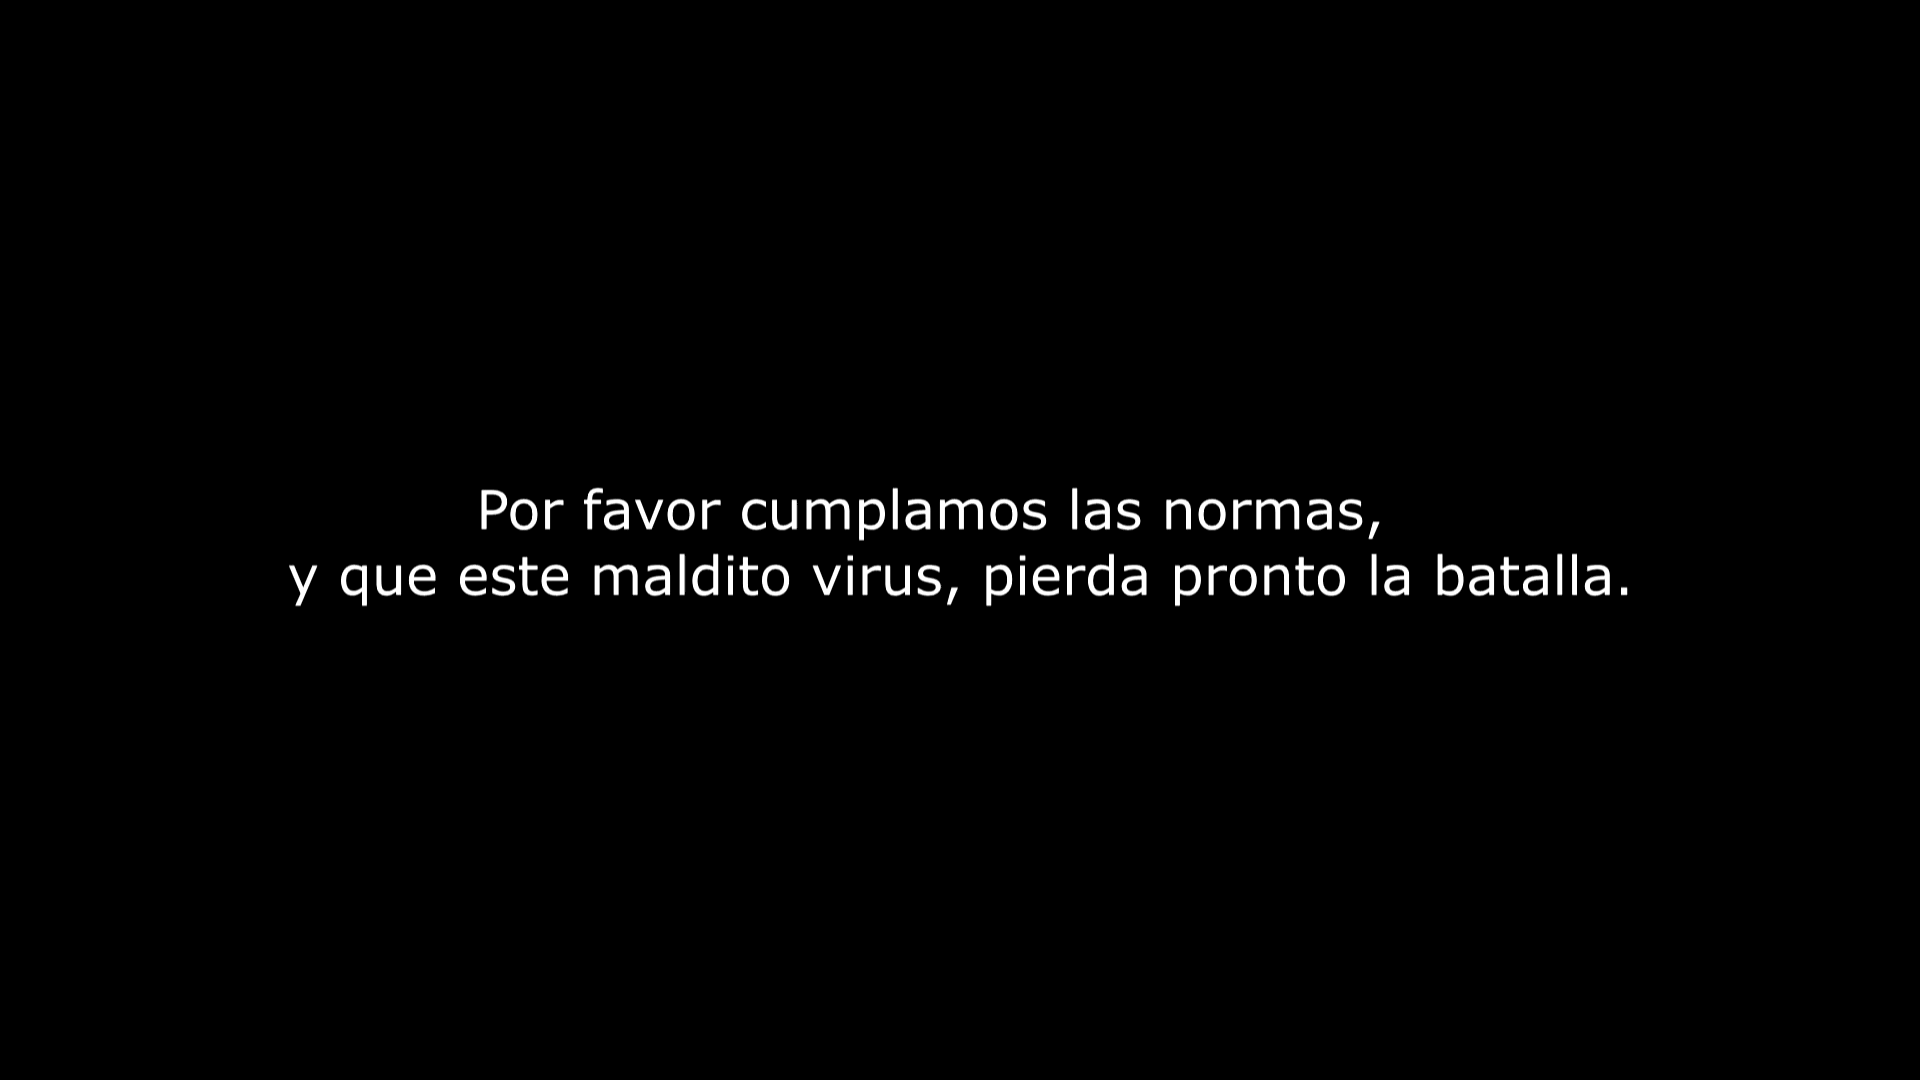 Por favor cumplamos las normas,
y que este maldito virus, pierda pronto la batalla.